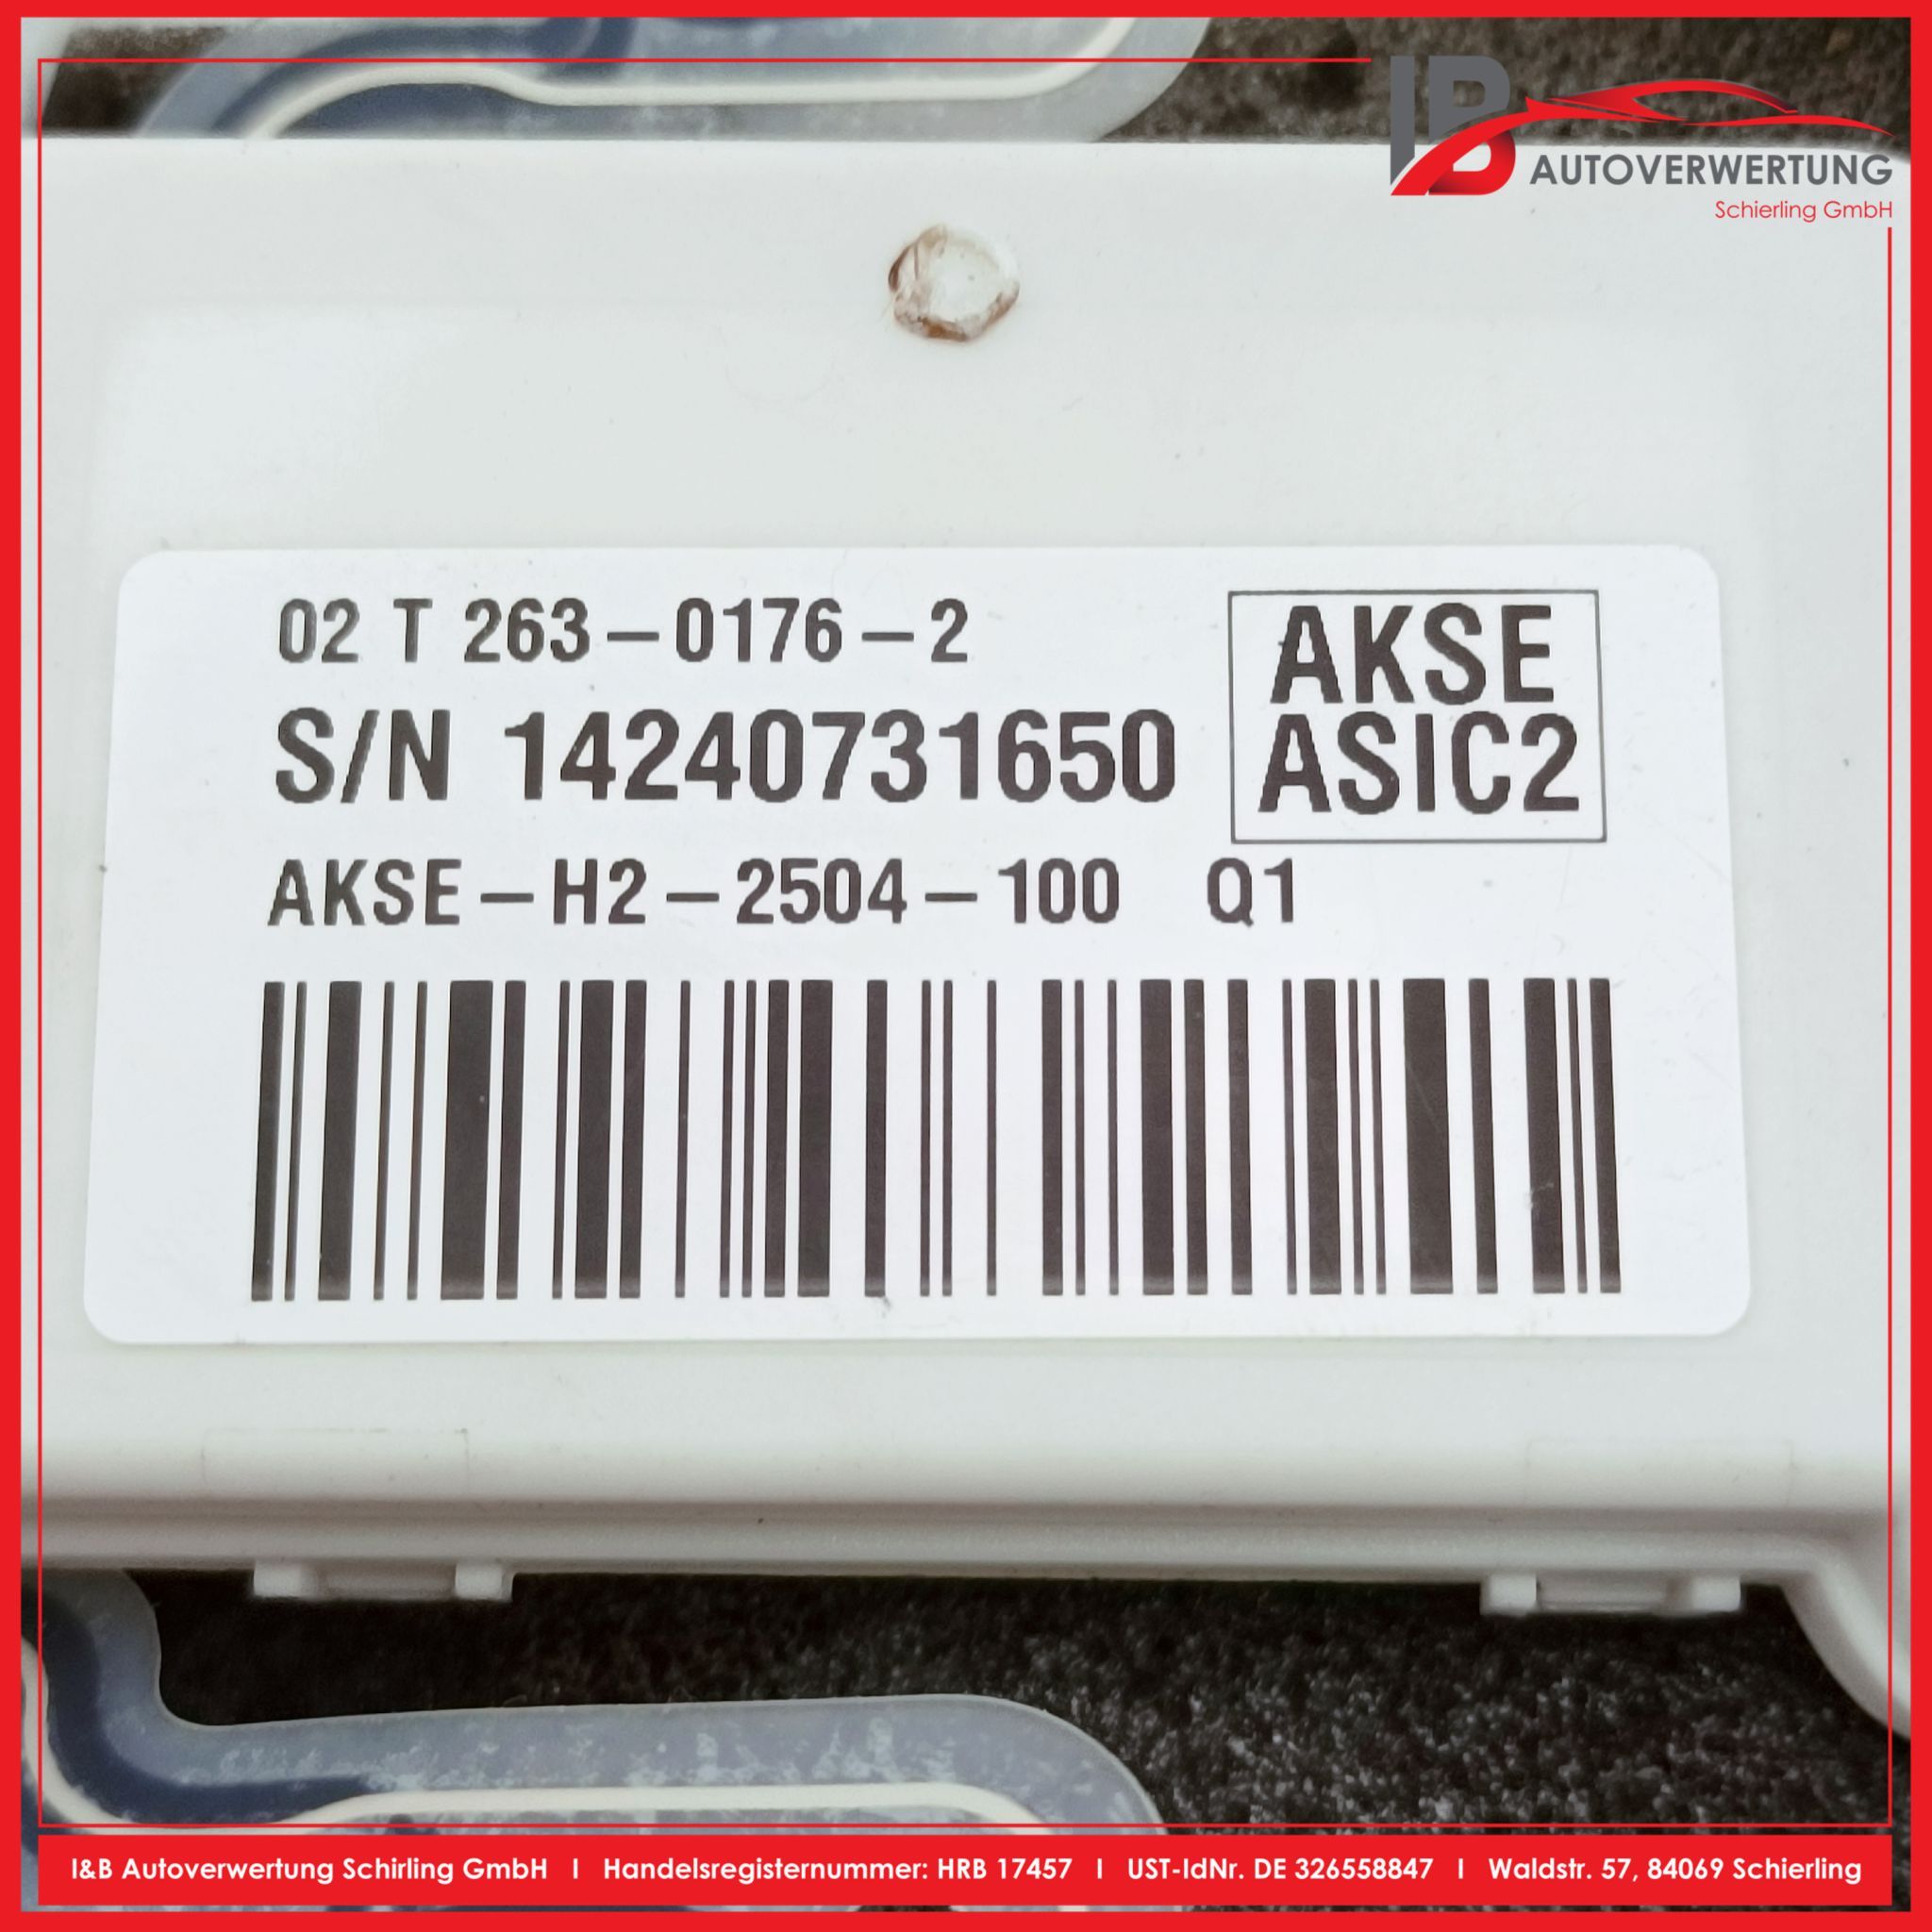 IB
AUTOVERWERTUNG
Schierling GmbH
02 T 263-0176-2
S/N 14240731650
AKSE
ASIC2
AKSE-H2-2504-100 Q1
I&B Autoverwertung Schirling GmbH I Handelsregisternummer: HRB 17457 I UST-IdNr. DE 326558847 I Waldstr. 57, 84069 Schierling